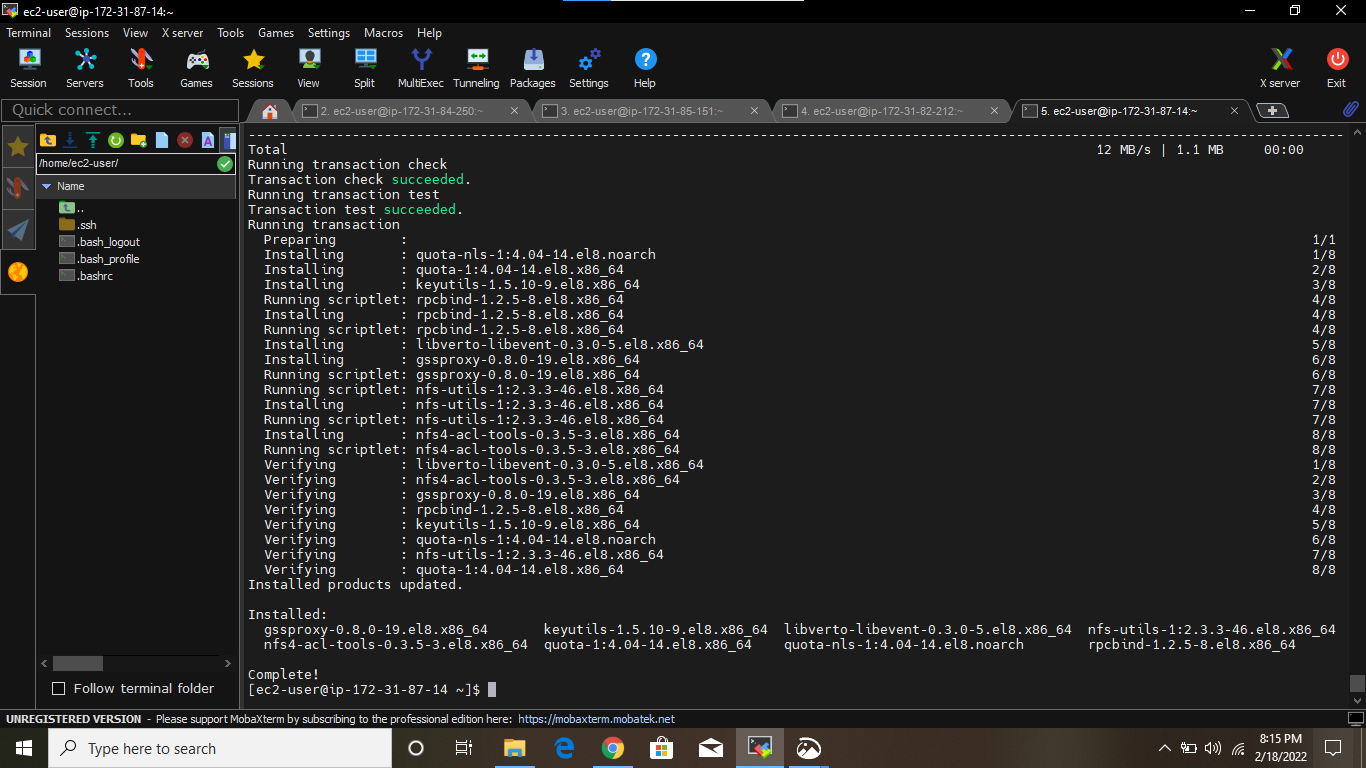 ec2-user@ip-172-31-87-14:~
Terminal Sessions View X server Tools Games Settings Macros Help
Session Servers Tools Games Sessions View Split MultiExec Tunneling Packages Settings Help X server Exit
Quick connect...
2. ec2-user@ip-172-31-84-250:~
3. ec2-user@ip-172-31-85-151:~
4. ec2-user@ip-172-31-82-212:~
5. ec2-user@ip-172-31-87-14:~
/home/ec2-user/
Name
..
.ssh
.bash_logout
.bash_profile
.bashrc
Follow terminal folder
--------------------------------------------------------------------------------
Total 12 MB/s | 1.1 MB 00:00
Running transaction check
Transaction check succeeded.
Running transaction test
Transaction test succeeded.
Running transaction
Preparing : 1/1
Installing : quota-nls-1:4.04-14.el8.noarch 1/8
Installing : quota-1:4.04-14.el8.x86_64 2/8
Installing : keyutils-1.5.10-9.el8.x86_64 3/8
Running scriptlet: rpcbind-1.2.5-8.el8.x86_64 4/8
Installing : rpcbind-1.2.5-8.el8.x86_64 4/8
Running scriptlet: rpcbind-1.2.5-8.el8.x86_64 4/8
Installing : libverto-libevent-0.3.0-5.el8.x86_64 5/8
Installing : gssproxy-0.8.0-19.el8.x86_64 6/8
Running scriptlet: gssproxy-0.8.0-19.el8.x86_64 6/8
Running scriptlet: nfs-utils-1:2.3.3-46.el8.x86_64 7/8
Installing : nfs-utils-1:2.3.3-46.el8.x86_64 7/8
Running scriptlet: nfs-utils-1:2.3.3-46.el8.x86_64 7/8
Installing : nfs4-acl-tools-0.3.5-3.el8.x86_64 8/8
Running scriptlet: nfs4-acl-tools-0.3.5-3.el8.x86_64 8/8
Verifying : libverto-libevent-0.3.0-5.el8.x86_64 1/8
Verifying : nfs4-acl-tools-0.3.5-3.el8.x86_64 2/8
Verifying : gssproxy-0.8.0-19.el8.x86_64 3/8
Verifying : rpcbind-1.2.5-8.el8.x86_64 4/8
Verifying : keyutils-1.5.10-9.el8.x86_64 5/8
Verifying : quota-nls-1:4.04-14.el8.noarch 6/8
Verifying : nfs-utils-1:2.3.3-46.el8.x86_64 7/8
Verifying : quota-1:4.04-14.el8.x86_64 8/8
Installed products updated.
Installed:
gssproxy-0.8.0-19.el8.x86_64 keyutils-1.5.10-9.el8.x86_64 libverto-libevent-0.3.0-5.el8.x86_64 nfs-utils-1:2.3.3-46.el8.x86_64
nfs4-acl-tools-0.3.5-3.el8.x86_64 quota-1:4.04-14.el8.x86_64 quota-nls-1:4.04-14.el8.noarch rpcbind-1.2.5-8.el8.x86_64
Complete!
[ec2-user@ip-172-31-87-14 ~]$
UNREGISTERED VERSION - Please support MobaXterm by subscribing to the professional edition here: https://mobaxterm.mobatek.net
Type here to search
8:15 PM
2/18/2022